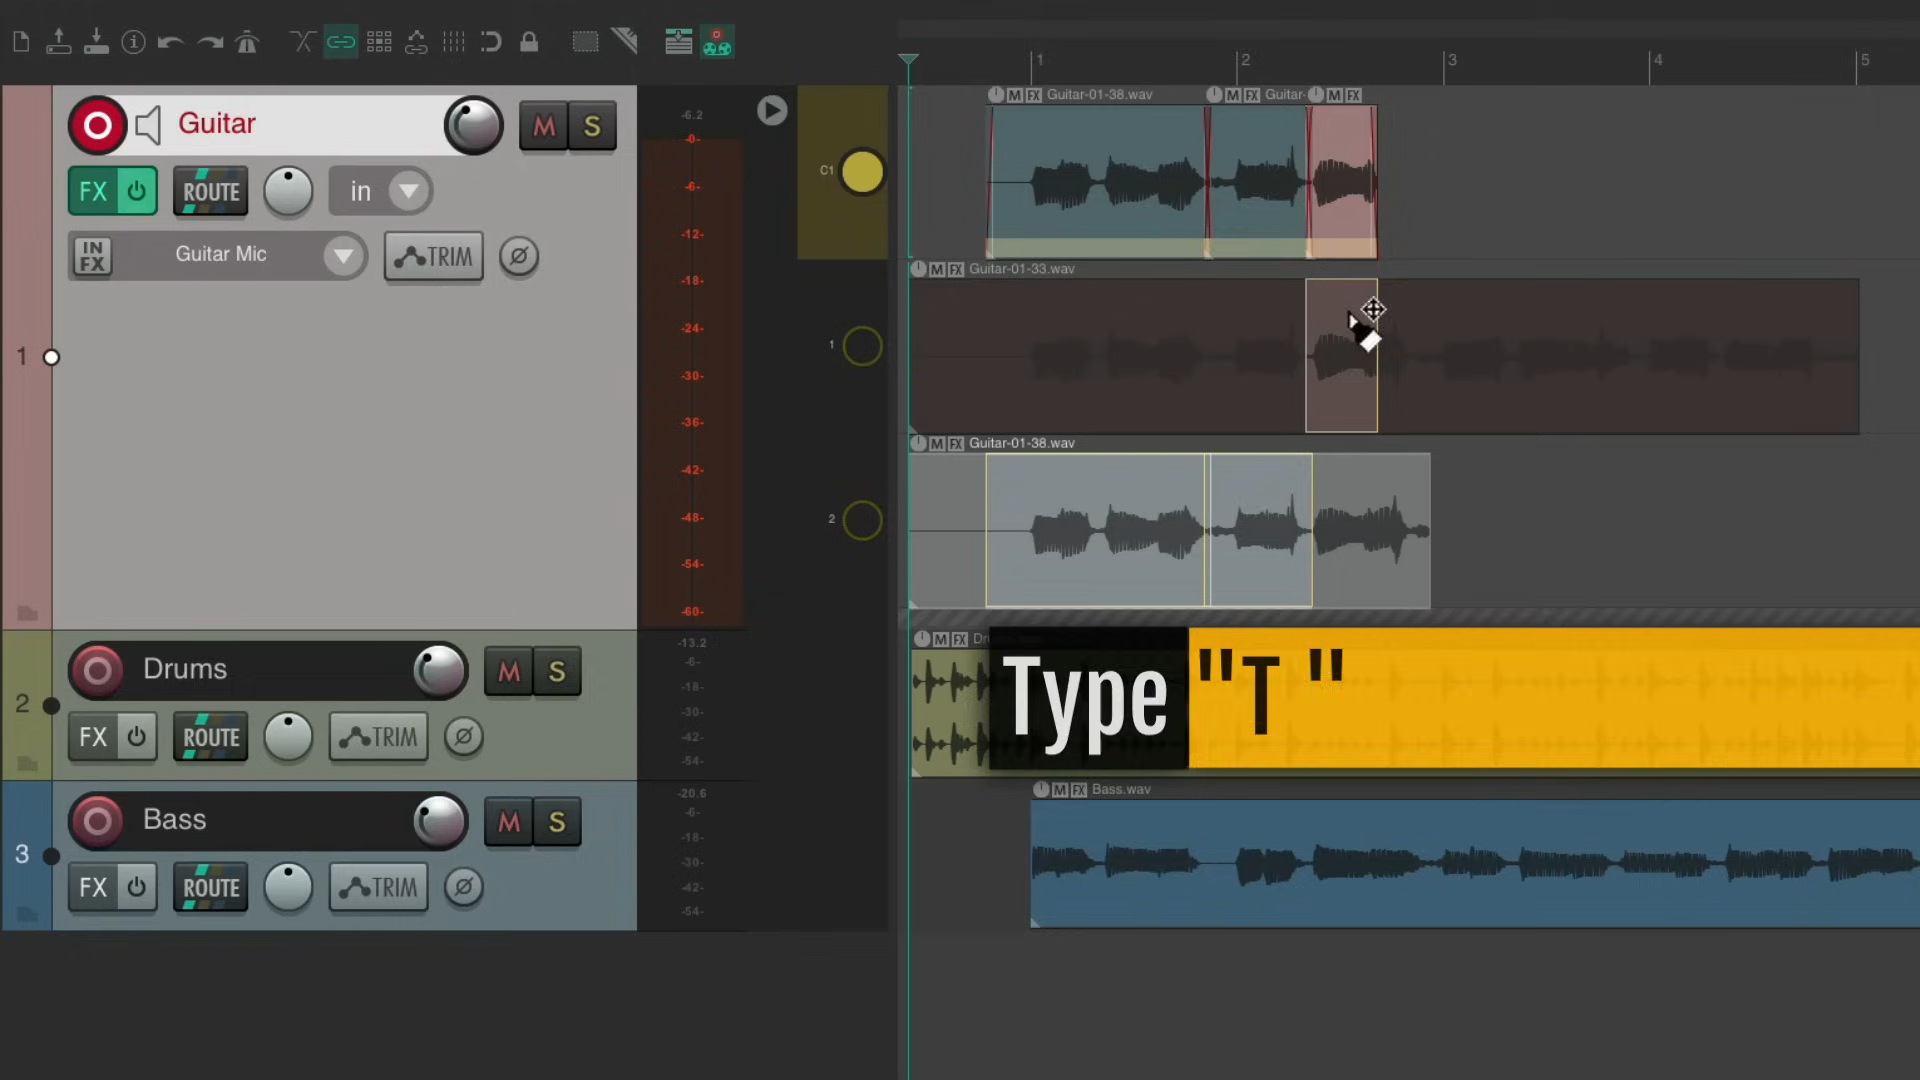 1
2
3
4
5
M FX Guitar-01-38.wav
M FX Guitar-
M FX
Guitar
M
S
-6.2
-0-
-6-
-12-
-18-
-24-
-30-
-36-
-42-
-48-
-54-
-60-
C1
FX
ROUTE
in
IN FX
Guitar Mic
TRIM
M FX Guitar-01-33.wav
1
1
M FX Guitar-01-38.wav
2
M FX Dr
Type "T "
2
Drums
M
S
-13.2
-6-
-18-
-30-
-42-
-54-
FX
ROUTE
TRIM
M FX Bass.wav
3
Bass
M
S
-20.6
-6-
-18-
-30-
-42-
-54-
FX
ROUTE
TRIM